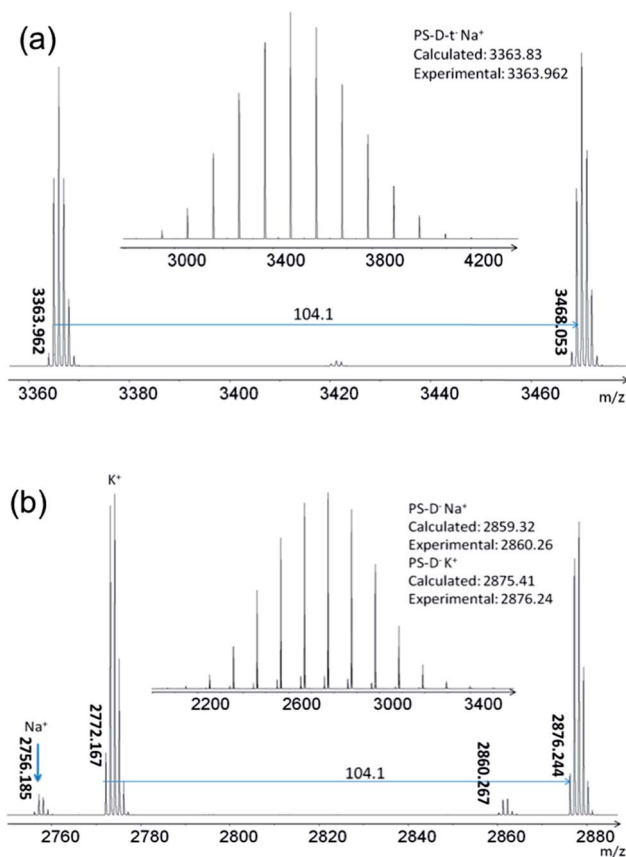 (a)
PS-D-t⁻ Na⁺
Calculated: 3363.83
Experimental: 3363.962
3000 3400 3800 4200
3363.962
104.1
3468.053
3360 3380 3400 3420 3440 3460 m/z
(b)
K⁺
PS-D⁻ Na⁺
Calculated: 2859.32
Experimental: 2860.26
PS-D⁻ K⁺
Calculated: 2875.41
Experimental: 2876.24
2200 2600 3000 3400
Na⁺
2756.185
2772.167
104.1
2860.267
2876.244
2760 2780 2800 2820 2840 2860 2880
m/z